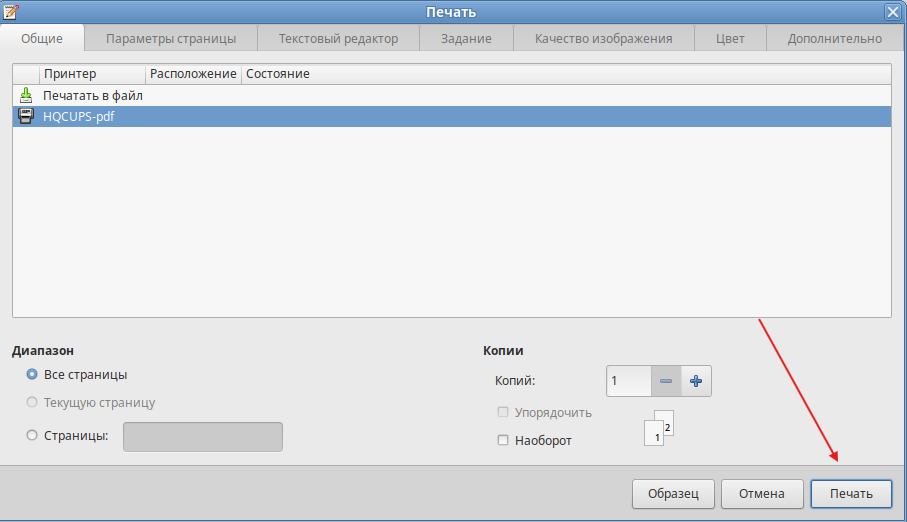 Печать
Общие Параметры страницы Текстовый редактор Задание Качество изображения Цвет Дополнительно
Принтер Расположение Состояние
Печатать в файл
HQCUPS-pdf
Диапазон
Все страницы
Текущую страницу
Страницы:
Копии
Копий: 1
Упорядочить
Наоборот
1 2
Образец Отмена Печать